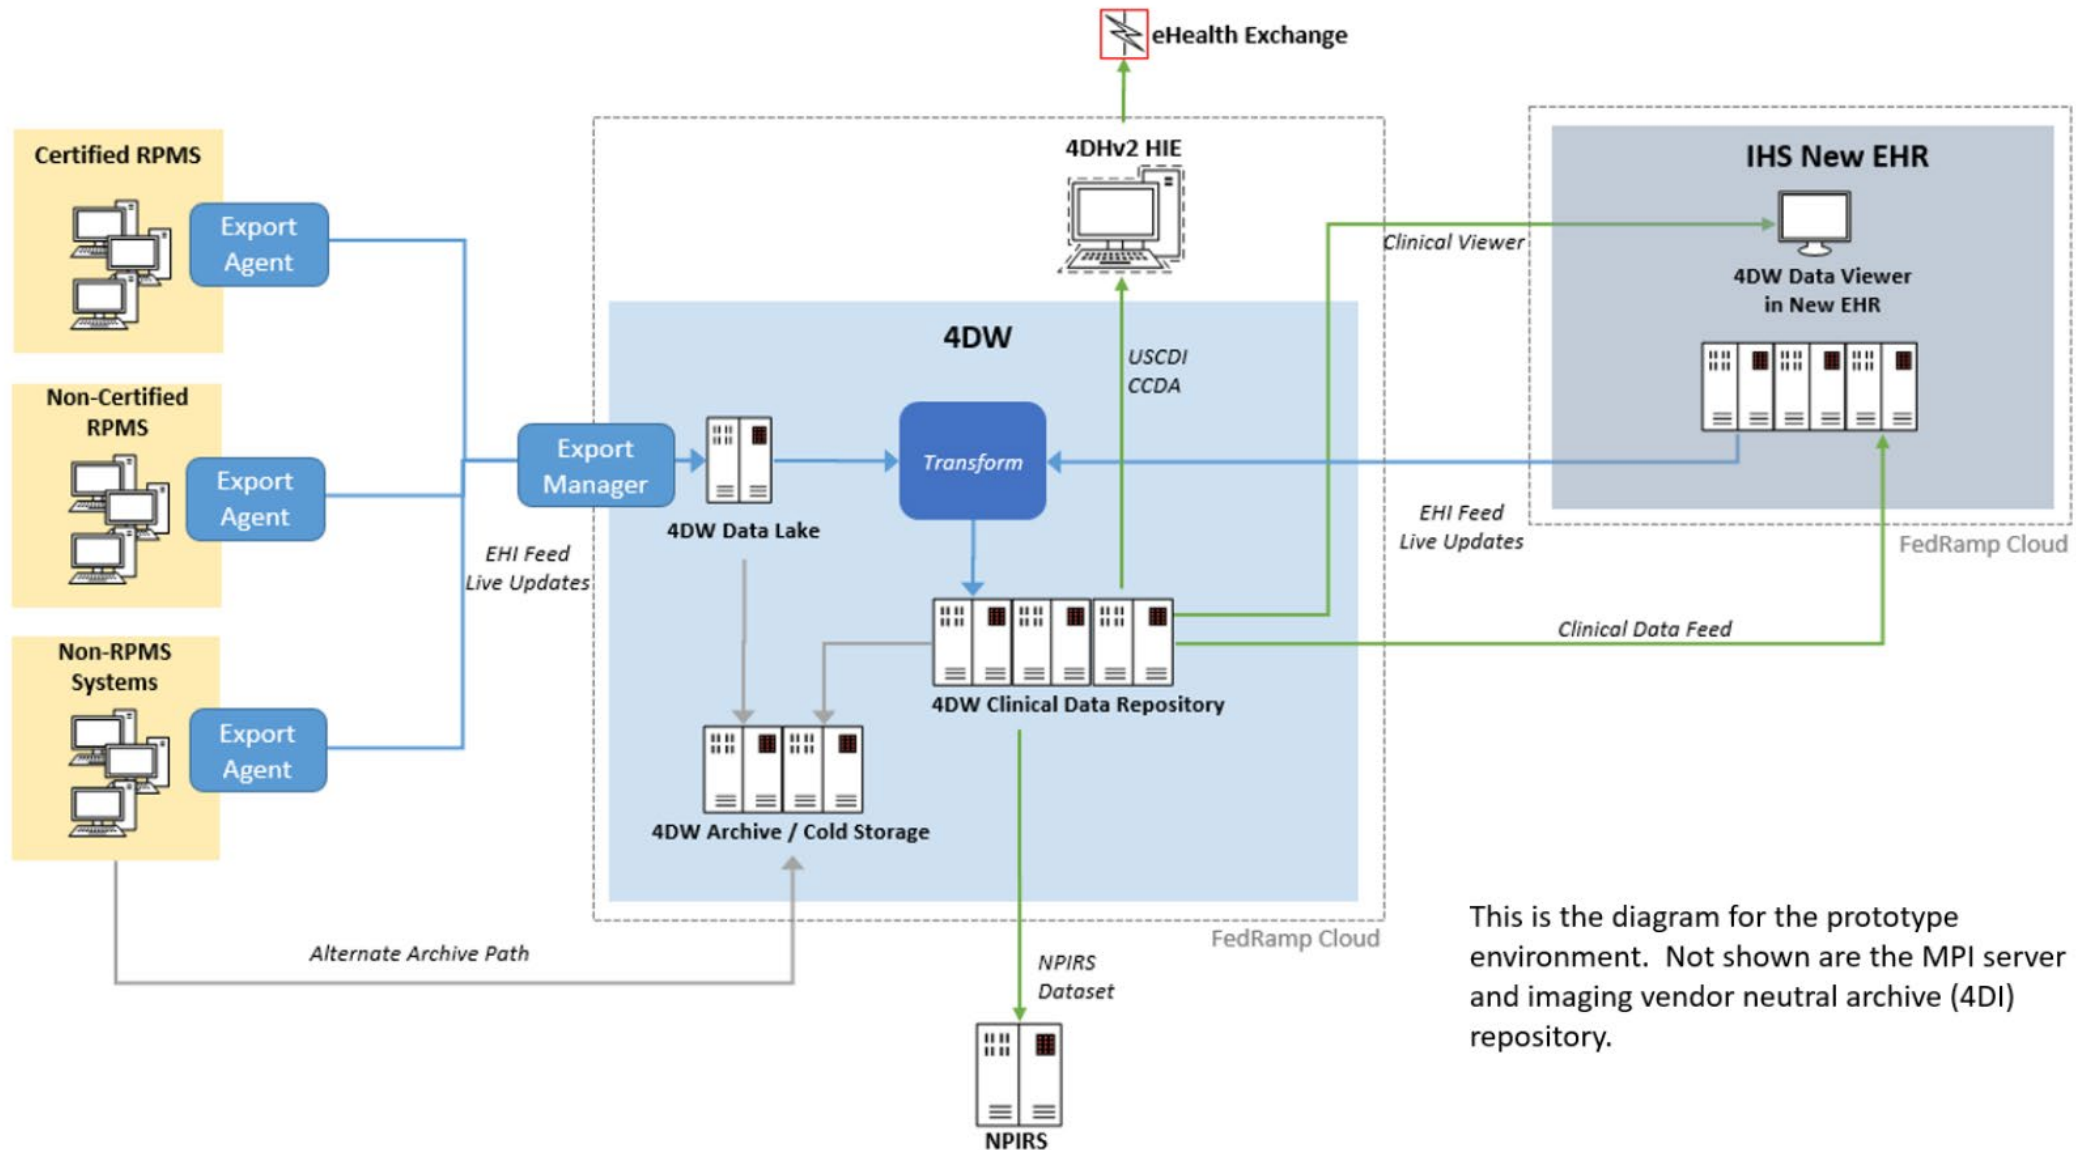 eHealth Exchange
Certified RPMS
Export
Agent
Non-Certified
RPMS
Export
Agent
Non-RPMS
Systems
Export
Agent
EHI Feed
Live Updates
Alternate Archive Path
4DHv2 HIE
4DW
USCDI
CCDA
Export
Manager
Transform
4DW Data Lake
4DW Clinical Data Repository
4DW Archive / Cold Storage
FedRamp Cloud
NPIRS
Dataset
NPIRS
Clinical Viewer
IHS New EHR
4DW Data Viewer
in New EHR
EHI Feed
Live Updates
FedRamp Cloud
Clinical Data Feed
This is the diagram for the prototype
environment.  Not shown are the MPI server
and imaging vendor neutral archive (4DI)
repository.